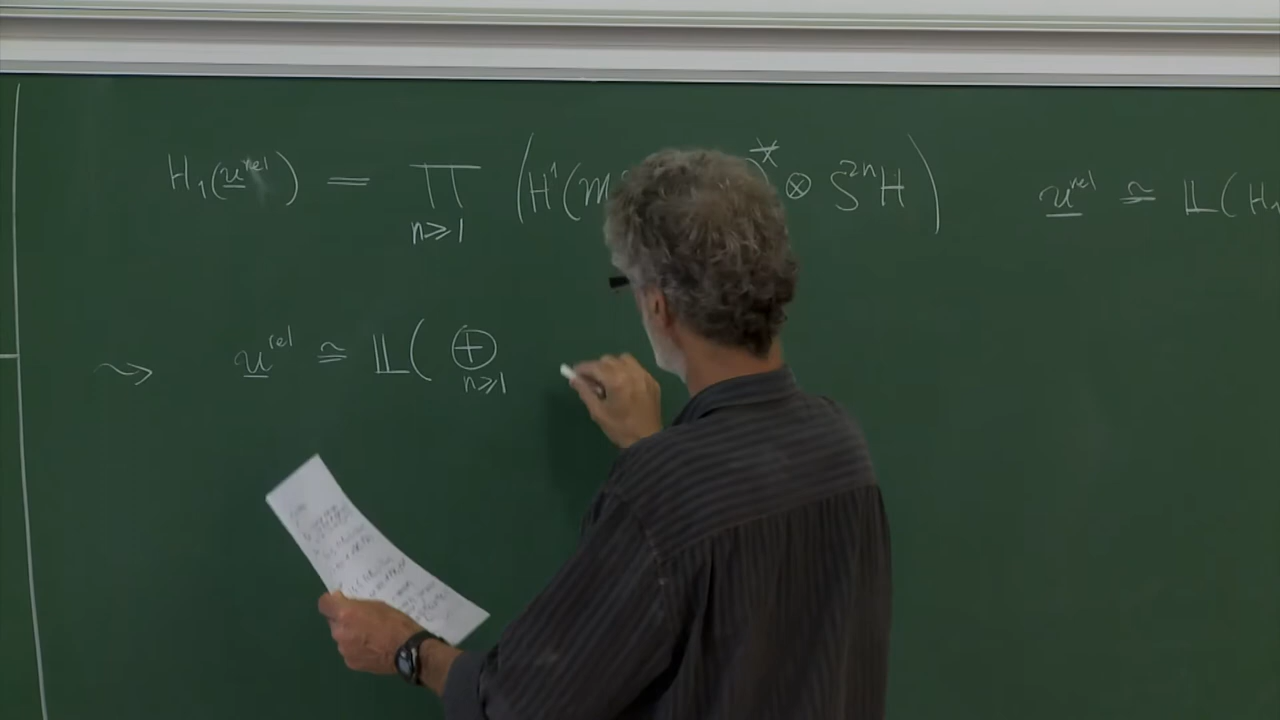 H₁(u^rel) = ∏ n≥1 (H¹(m )* ⊗ S²ⁿH) u^rel ≃ 𝕃(H₁
⇝ u^rel ≅ 𝕃( ⊕ n≥1